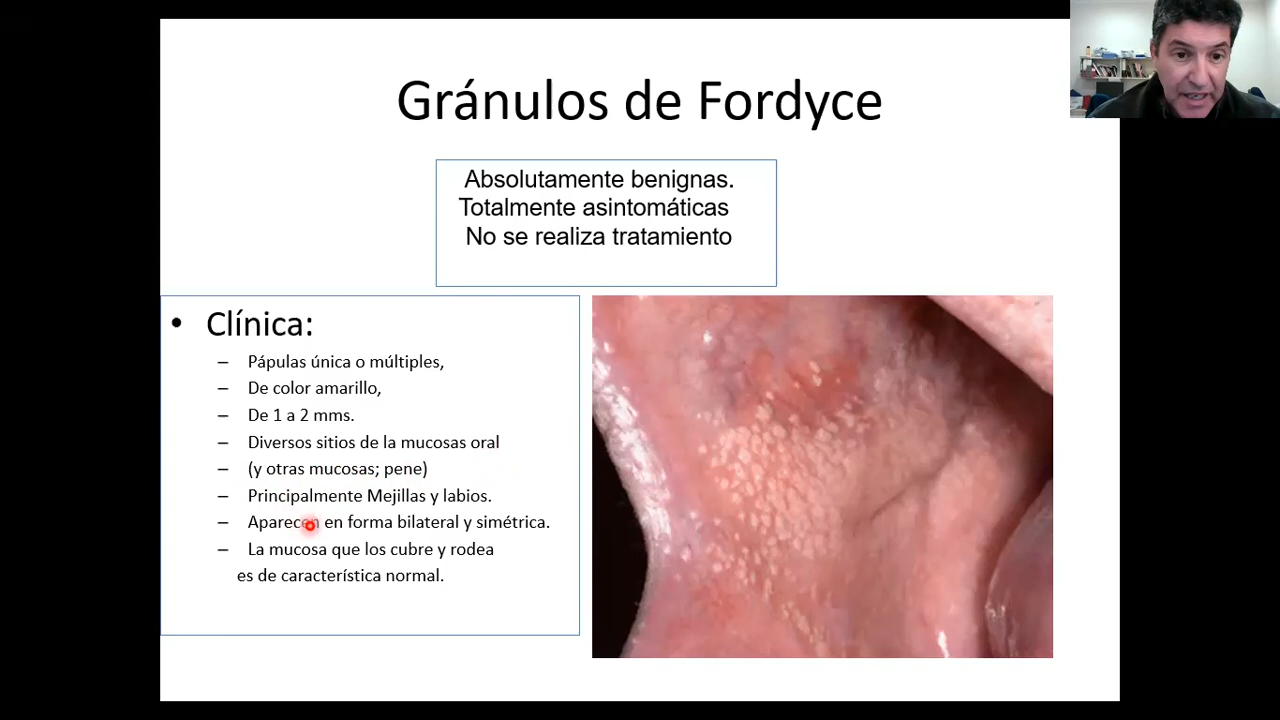 Gránulos de Fordyce
Absolutamente benignas.
Totalmente asintomáticas
No se realiza tratamiento
• Clínica:
– Pápulas única o múltiples,
– De color amarillo,
– De 1 a 2 mms.
– Diversos sitios de la mucosas oral
– (y otras mucosas; pene)
– Principalmente Mejillas y labios.
– Aparecen en forma bilateral y simétrica.
– La mucosa que los cubre y rodea
es de característica normal.